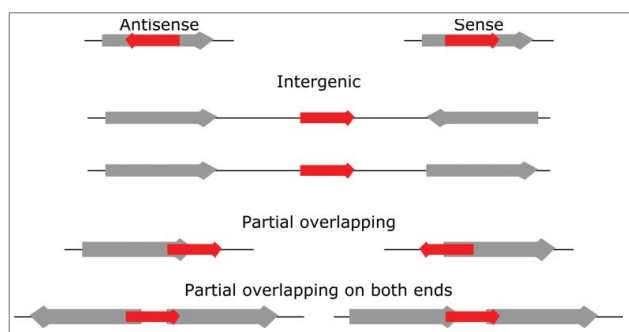 Antisense
Sense
Intergenic
Partial overlapping
Partial overlapping on both ends